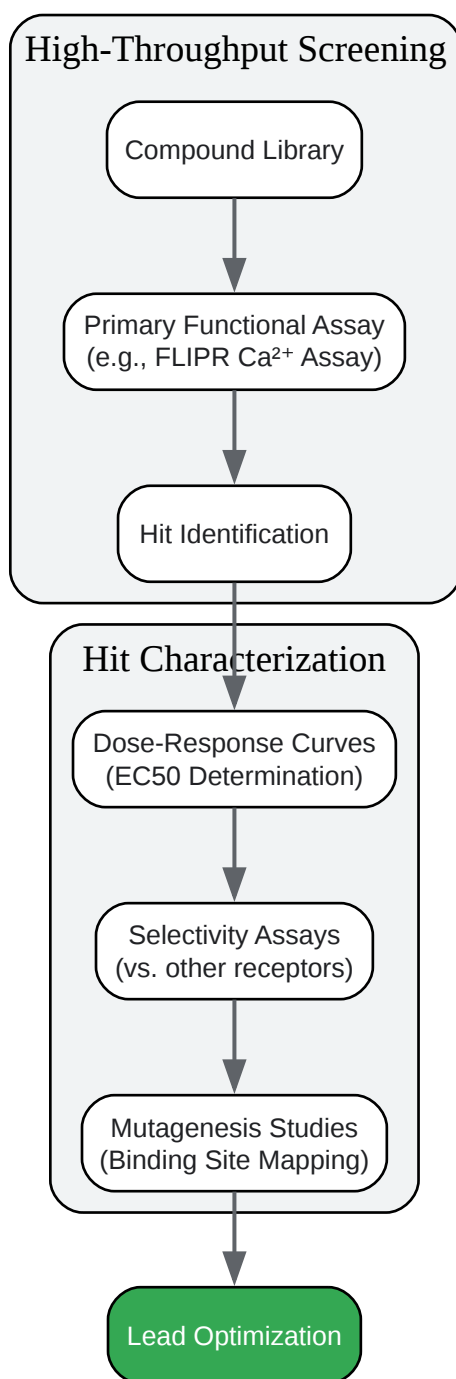 High-Throughput Screening
Compound Library
Primary Functional Assay
(e.g., FLIPR Ca²⁺ Assay)
Hit Identification
Hit Characterization
Dose-Response Curves
(EC50 Determination)
Selectivity Assays
(vs. other receptors)
Mutagenesis Studies
(Binding Site Mapping)
Lead Optimization